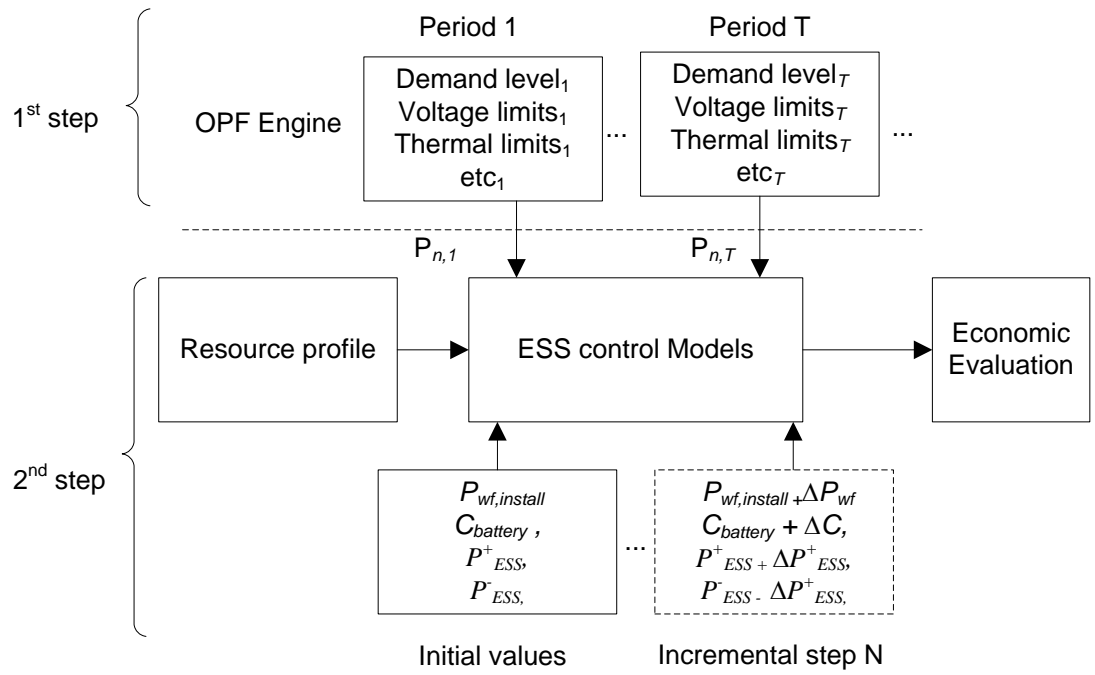 Period 1
Period T
1st step
OPF Engine
Demand level1
Voltage limits1
Thermal limits1
etc1
...
Demand levelT
Voltage limitsT
Thermal limitsT
etcT
...
Pn,1
Pn,T
2nd step
Resource profile
ESS control Models
Economic
Evaluation
Pwf,install
Cbattery ,
P+ESS,
P-ESS,
...
Pwf,install +ΔPwf
Cbattery + ΔC,
P+ESS + ΔP+ESS,
P-ESS - ΔP+ESS,
Initial values
Incremental step N